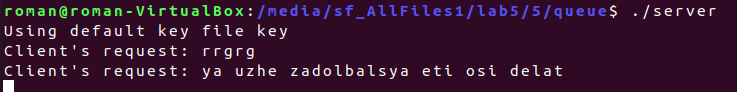 roman@roman-VirtualBox:/media/sf_AllFiles1/lab5/5/queue$ ./server
Using default key file key
Client's request: rrgrg
Client's request: ya uzhe zadolbalsya eti osi delat